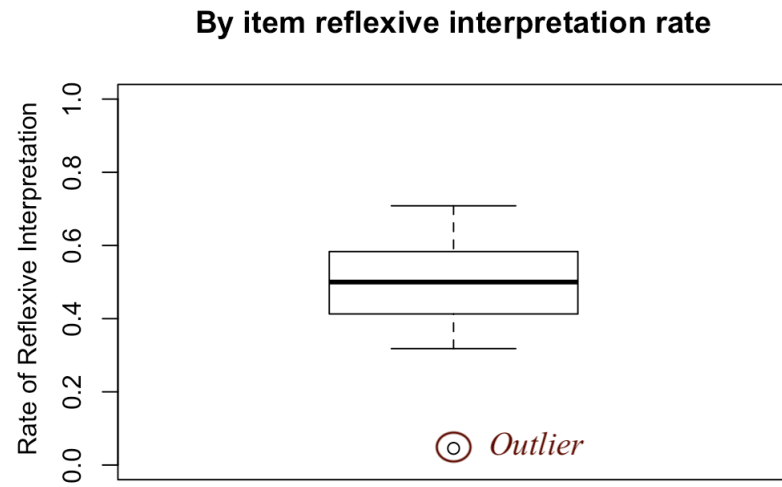 By item reflexive interpretation rate
Rate of Reflexive Interpretation
1.0
0.8
0.6
0.4
0.2
0.0
Outlier